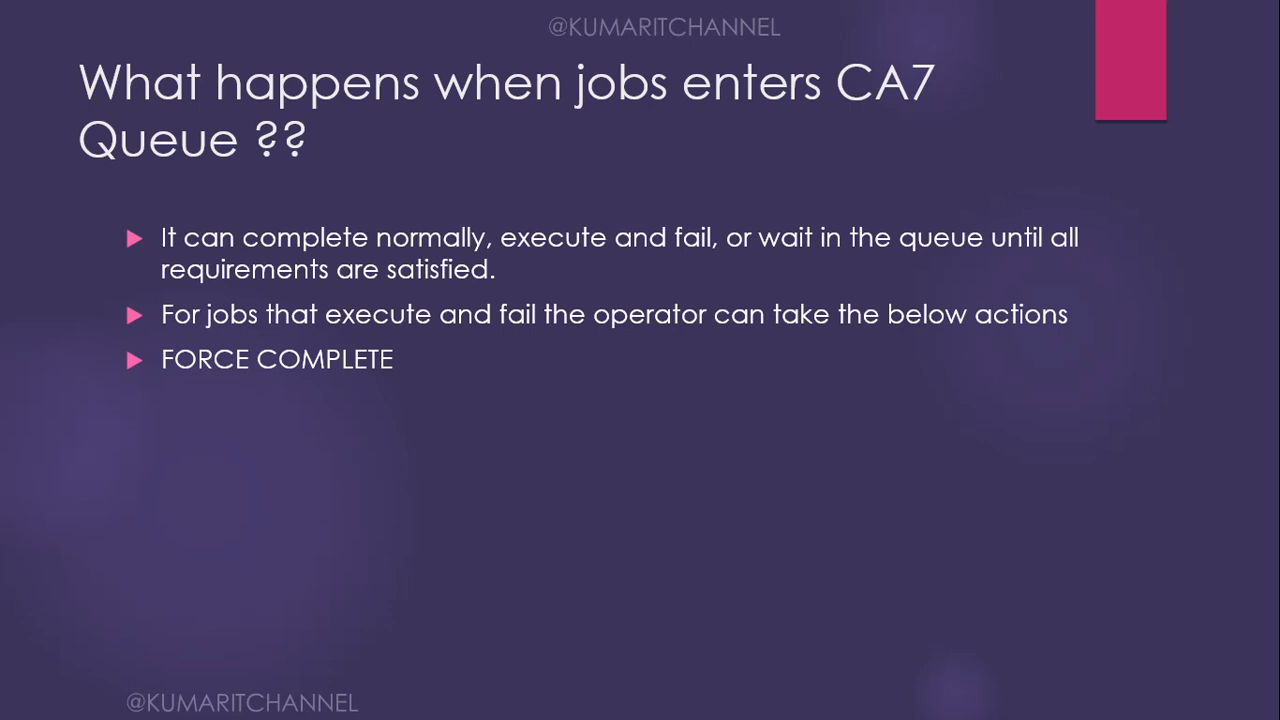 @KUMARITCHANNEL
What happens when jobs enters CA7
Queue ??
It can complete normally, execute and fail, or wait in the queue until all
requirements are satisfied.
For jobs that execute and fail the operator can take the below actions
FORCE COMPLETE
@KUMARITCHANNEL